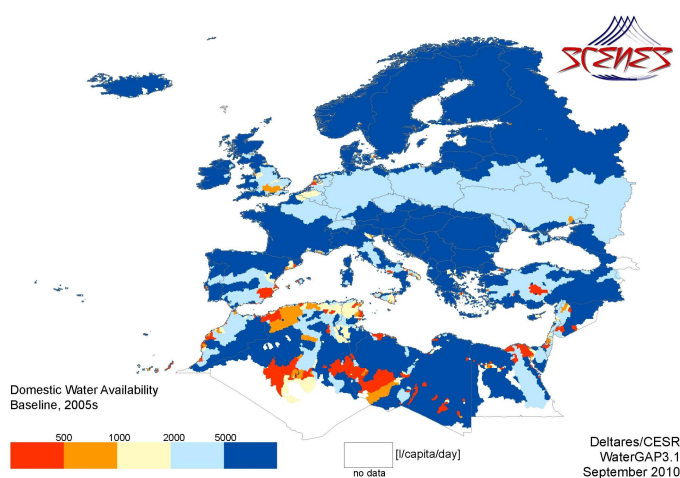 SCENES
Domestic Water Availability
Baseline, 2005s
500 1000 2000 5000
[l/capita/day]
no data
Deltares/CESR
WaterGAP3.1
September 2010